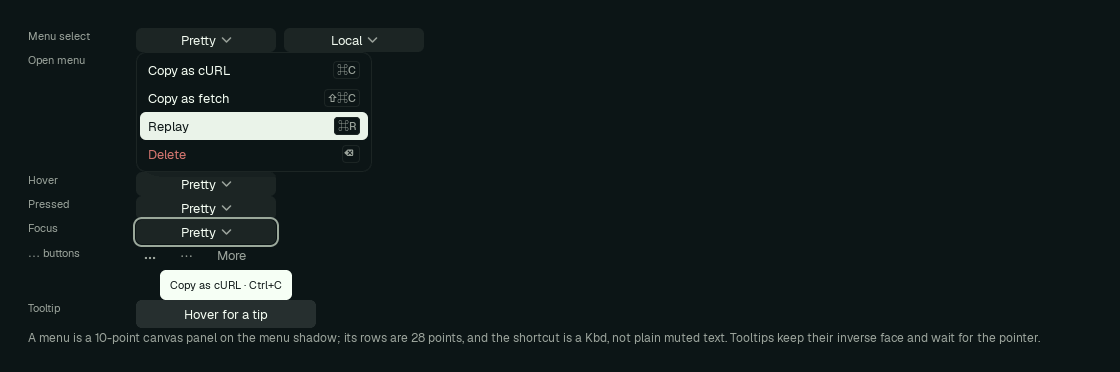 Menu select Pretty Local
Open menu
Copy as cURL ⌘C
Copy as fetch ⇧⌘C
Replay ⌘R
Delete ⌫
Hover Pretty
Pressed Pretty
Focus Pretty
... buttons ... ... More
Copy as cURL · Ctrl+C
Tooltip Hover for a tip
A menu is a 10-point canvas panel on the menu shadow; its rows are 28 points, and the shortcut is a Kbd, not plain muted text. Tooltips keep their inverse face and wait for the pointer.